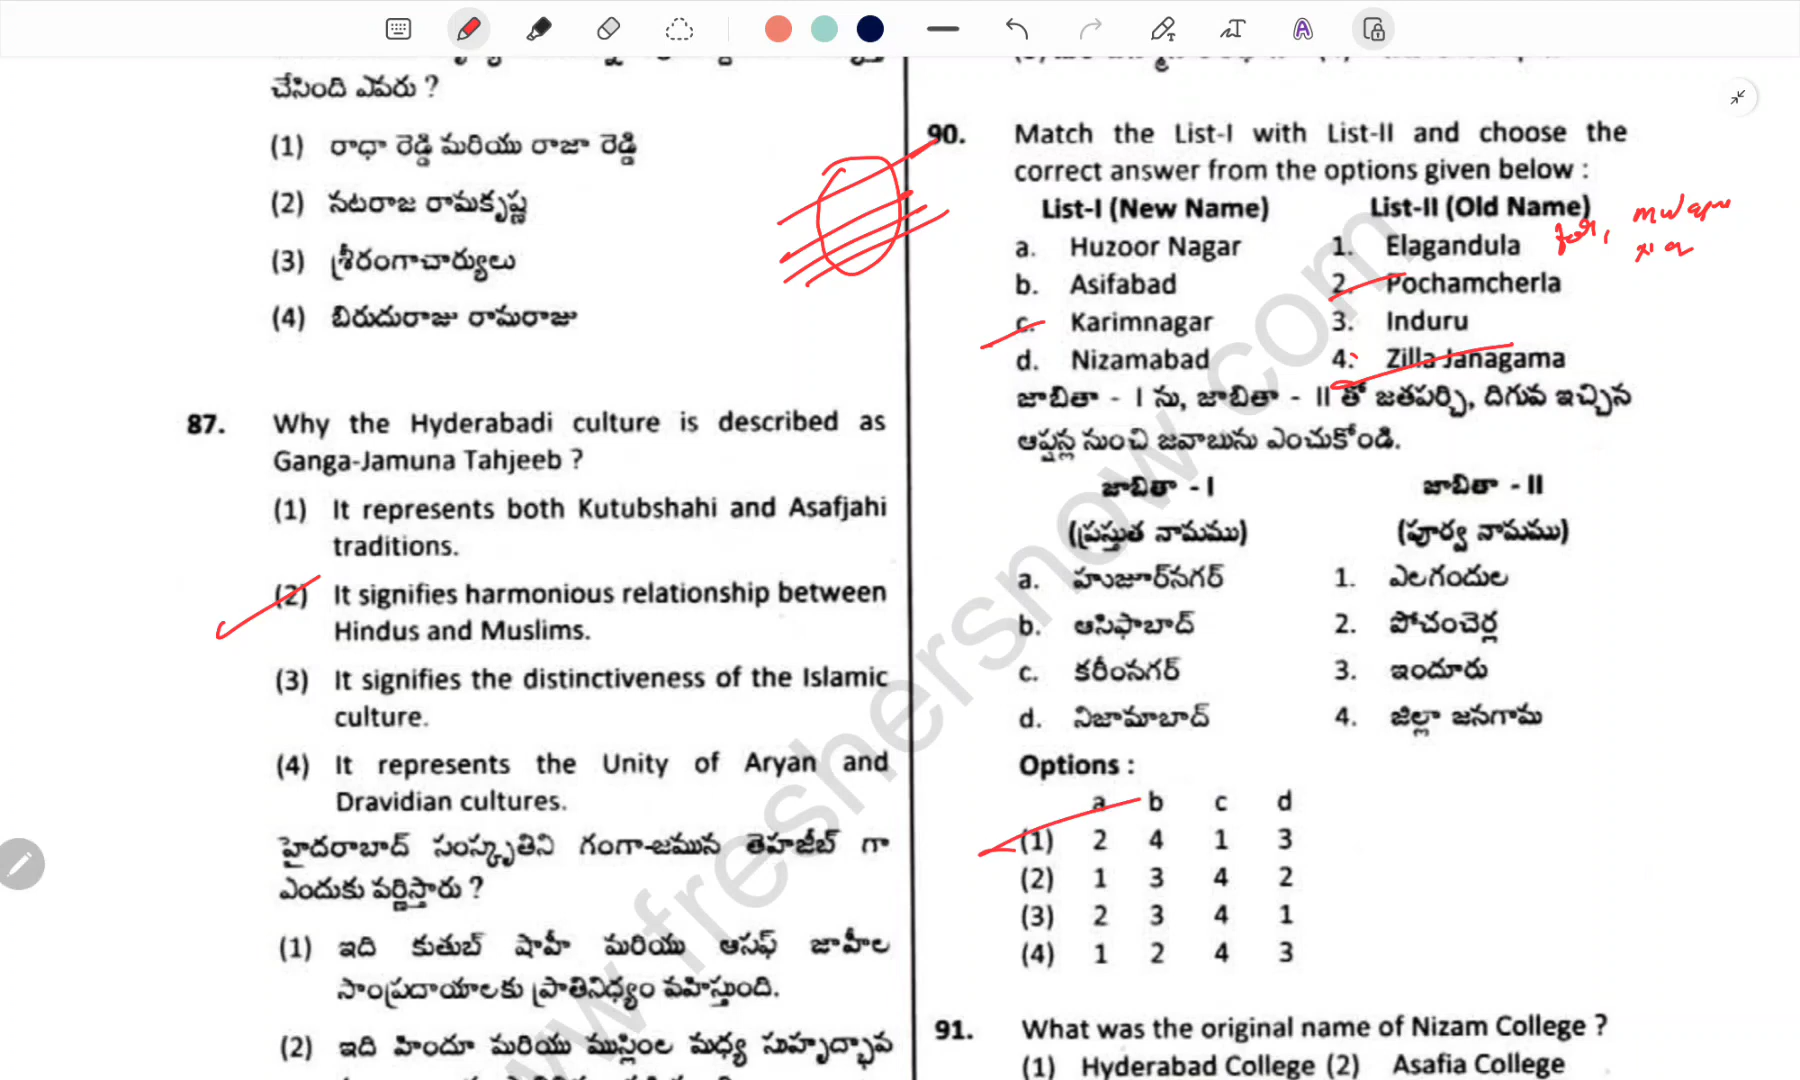 చేసింది ఎవరు ?
(1) రాధా రెడ్డి మరియు రాజా రెడ్డి
(2) నటరాజ రామకృష్ణ
(3) శ్రీరంగాచార్యులు
(4) బిరుదురాజు రామరాజు
87. Why the Hyderabadi culture is described as
Ganga-Jamuna Tahjeeb ?
(1) It represents both Kutubshahi and Asafjahi
traditions.
(2) It signifies harmonious relationship between
Hindus and Muslims.
(3) It signifies the distinctiveness of the Islamic
culture.
(4) It represents the Unity of Aryan and
Dravidian cultures.
హైదరాబాద్ సంస్కృతిని గంగా-జమున తెహజీబ్ గా
ఎందుకు వర్ణిస్తారు ?
(1) ఇది కుతుబ్ షాహీ మరియు ఆసఫ్ జాహీల
సాంప్రదాయాలకు ప్రాతినిధ్యం వహిస్తుంది.
(2) ఇది హిందూ మరియు ముస్లింల మధ్య సుహృద్భావ
90. Match the List-I with List-II and choose the
correct answer from the options given below :
List-I (New Name) List-II (Old Name)
a. Huzoor Nagar 1. Elagandula
b. Asifabad 2. Pochamcherla
c. Karimnagar 3. Induru
d. Nizamabad 4. Zilla Janagama
జాబితా - I ను, జాబితా - II తో జతపర్చి, దిగువ ఇచ్చిన
ఆప్షన్ల నుంచి జవాబును ఎంచుకోండి.
జాబితా - I జాబితా - II
(ప్రస్తుత నామము) (పూర్వ నామము)
a. హుజూర్‌నగర్ 1. ఎలగందుల
b. ఆసిఫాబాద్ 2. పోచంచెర్ల
c. కరీంనగర్ 3. ఇందూరు
d. నిజామాబాద్ 4. జిల్లా జనగామ
Options :
a b c d
(1) 2 4 1 3
(2) 1 3 4 2
(3) 2 3 4 1
(4) 1 2 4 3
91. What was the original name of Nizam College ?
(1) Hyderabad College (2) Asafia College
www.freshersnow.com